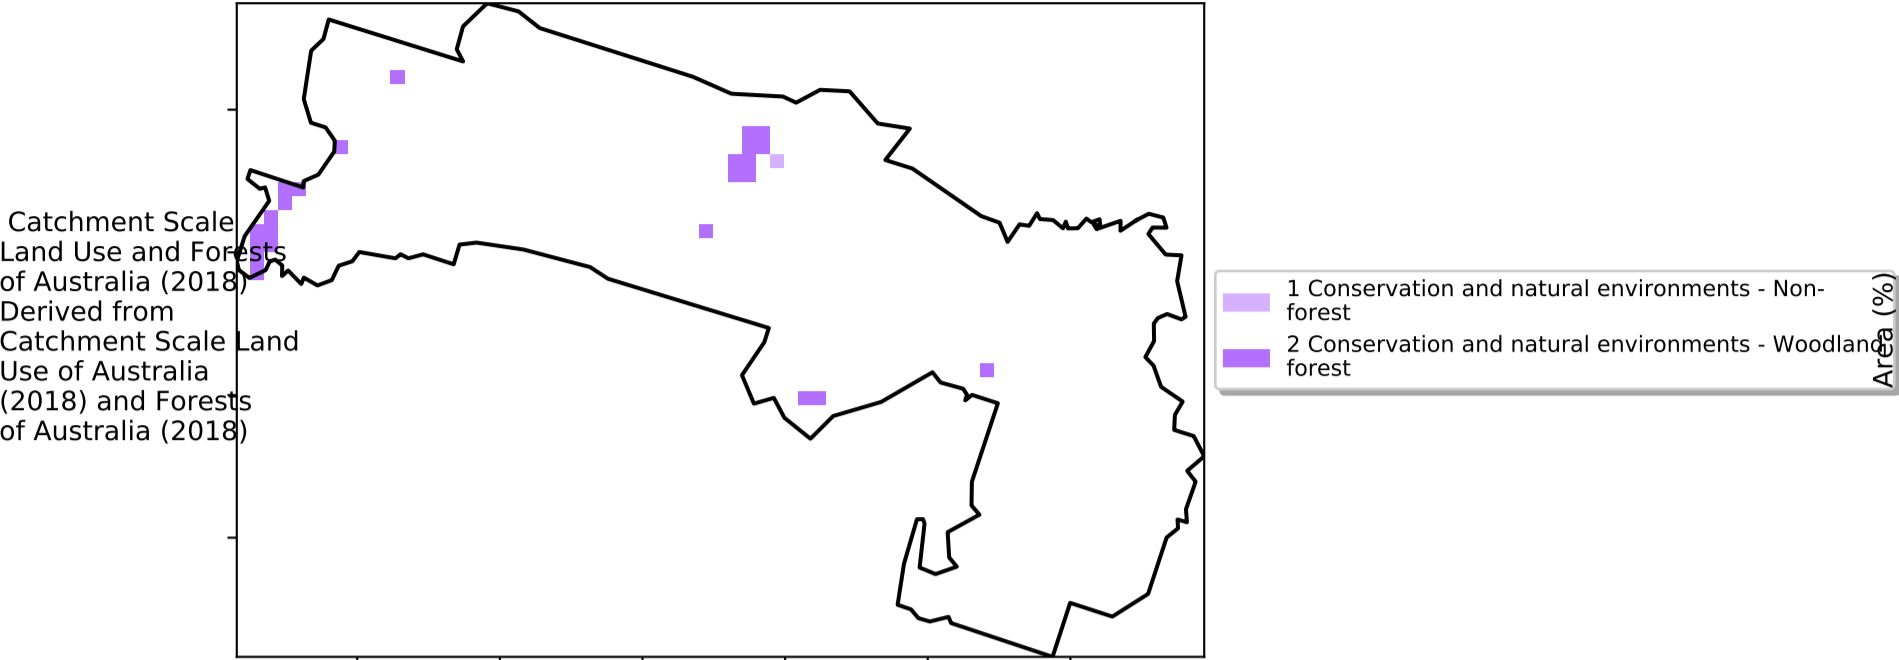 Catchment Scale
Land Use and Forests
of Australia (2018)
Derived from
Catchment Scale Land
Use of Australia
(2018) and Forests
of Australia (2018)
1 Conservation and natural environments - Non-
forest
2 Conservation and natural environments - Woodland
forest
Area (%)